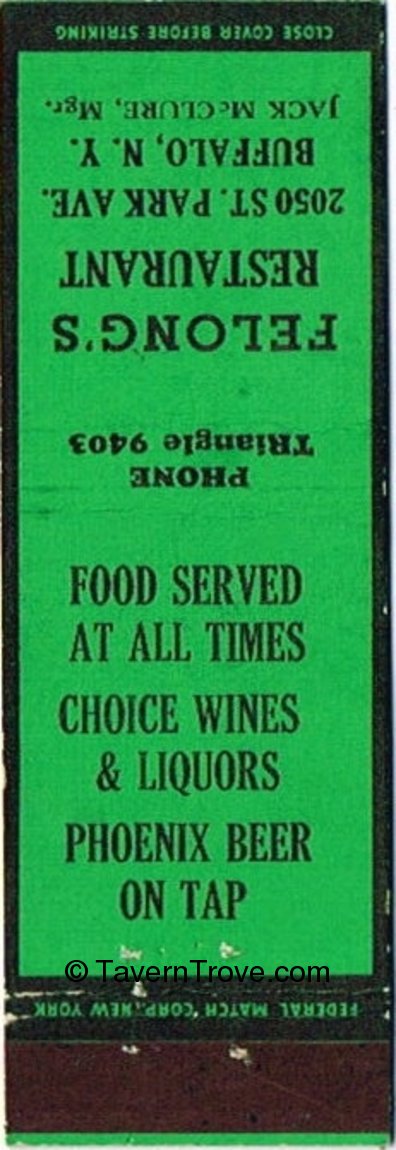 FELONG'S
RESTAURANT
2050 ST. PARK AVE.
BUFFALO, N. Y.
JACK McCLURE, Mgr.
CLOSE COVER BEFORE STRIKING
PHONE
TRiangle 9403
FOOD SERVED
AT ALL TIMES
CHOICE WINES
& LIQUORS
PHOENIX BEER
ON TAP
© TavernTrove.com
FEDERAL MATCH CORP., NEW YORK